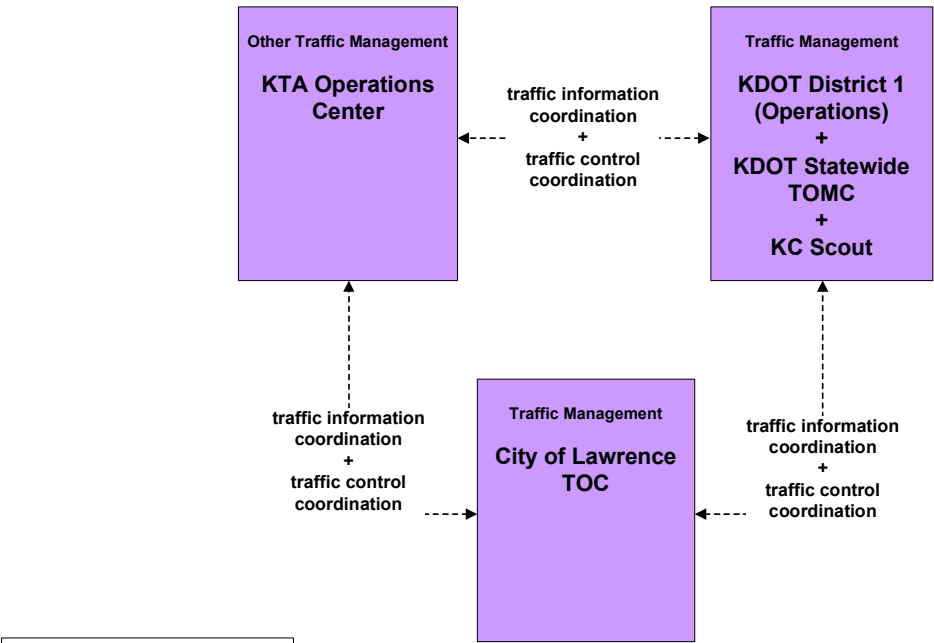 Other Traffic Management
KTA Operations
Center
traffic information
coordination
+
traffic control
coordination
Traffic Management
KDOT District 1
(Operations)
+
KDOT Statewide
TOMC
+
KC Scout
traffic information
coordination
+
traffic control
coordination
Traffic Management
City of Lawrence
TOC
traffic information
coordination
+
traffic control
coordination